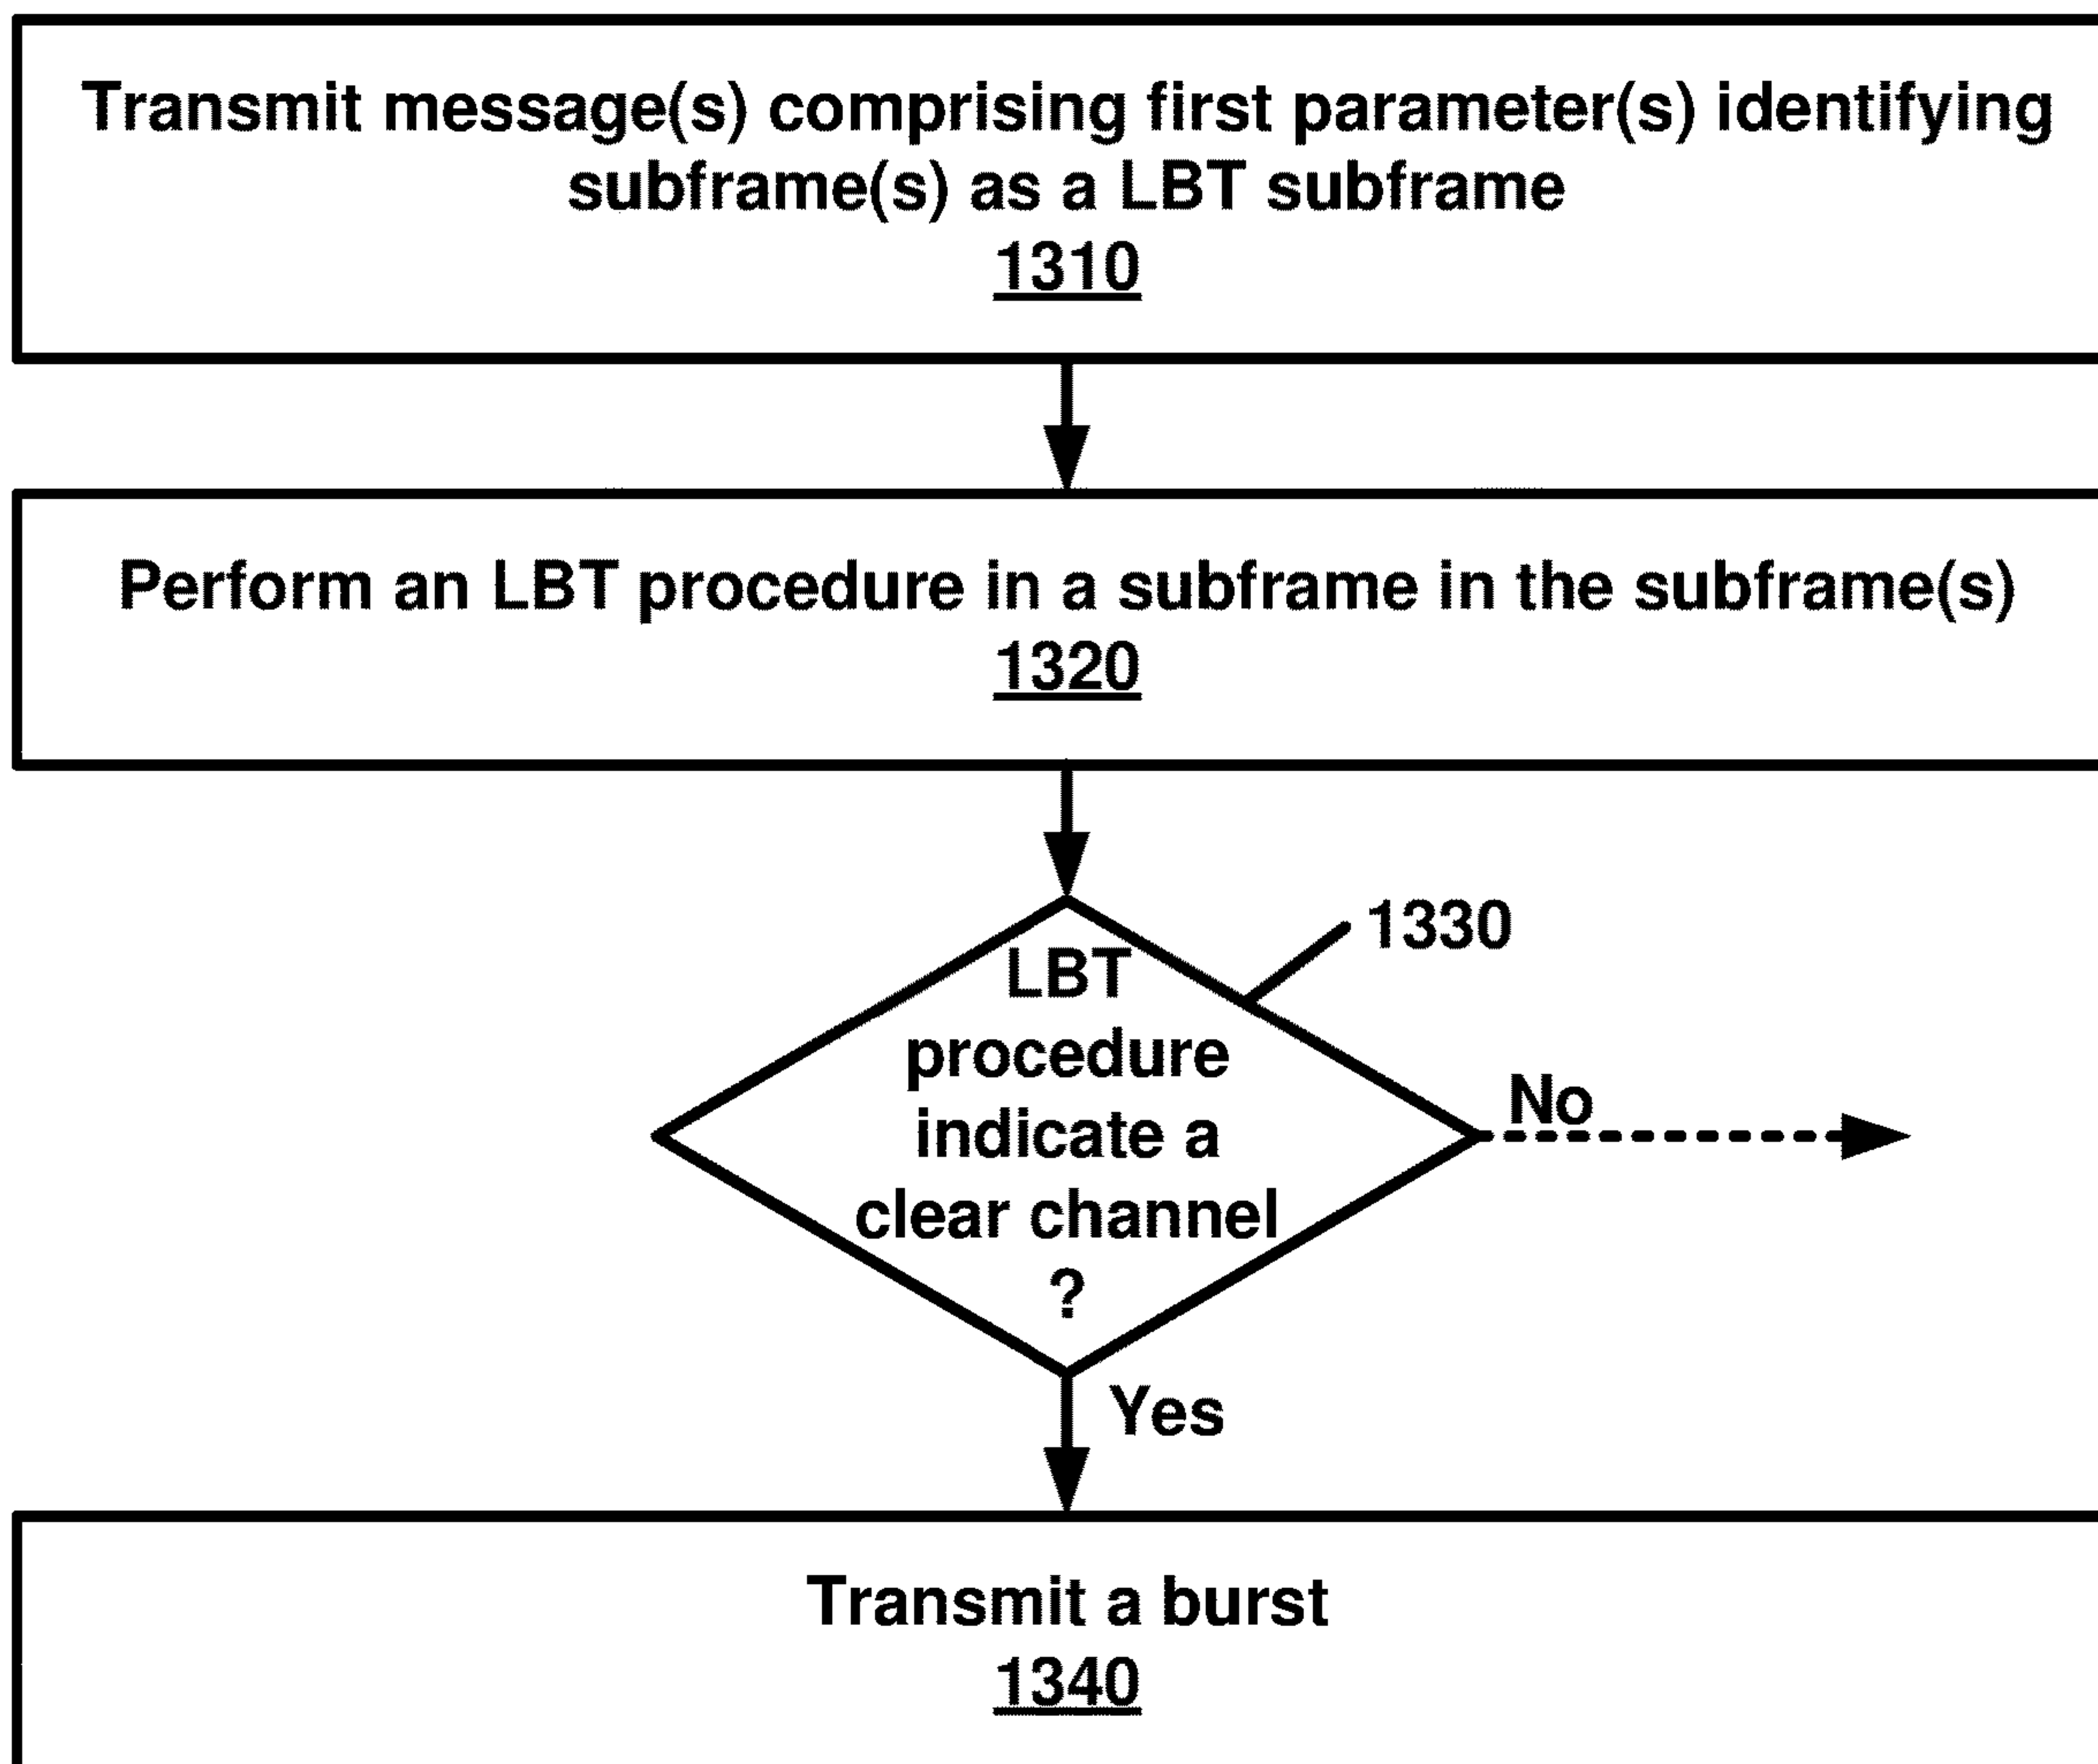 Transmit message(s) comprising first parameter(s) identifying
subframe(s) as a LBT subframe
1310
Perform an LBT procedure in a subframe in the subframe(s)
1320
1330
LBT
procedure
indicate a
clear channel
?
No
Yes
Transmit a burst
1340